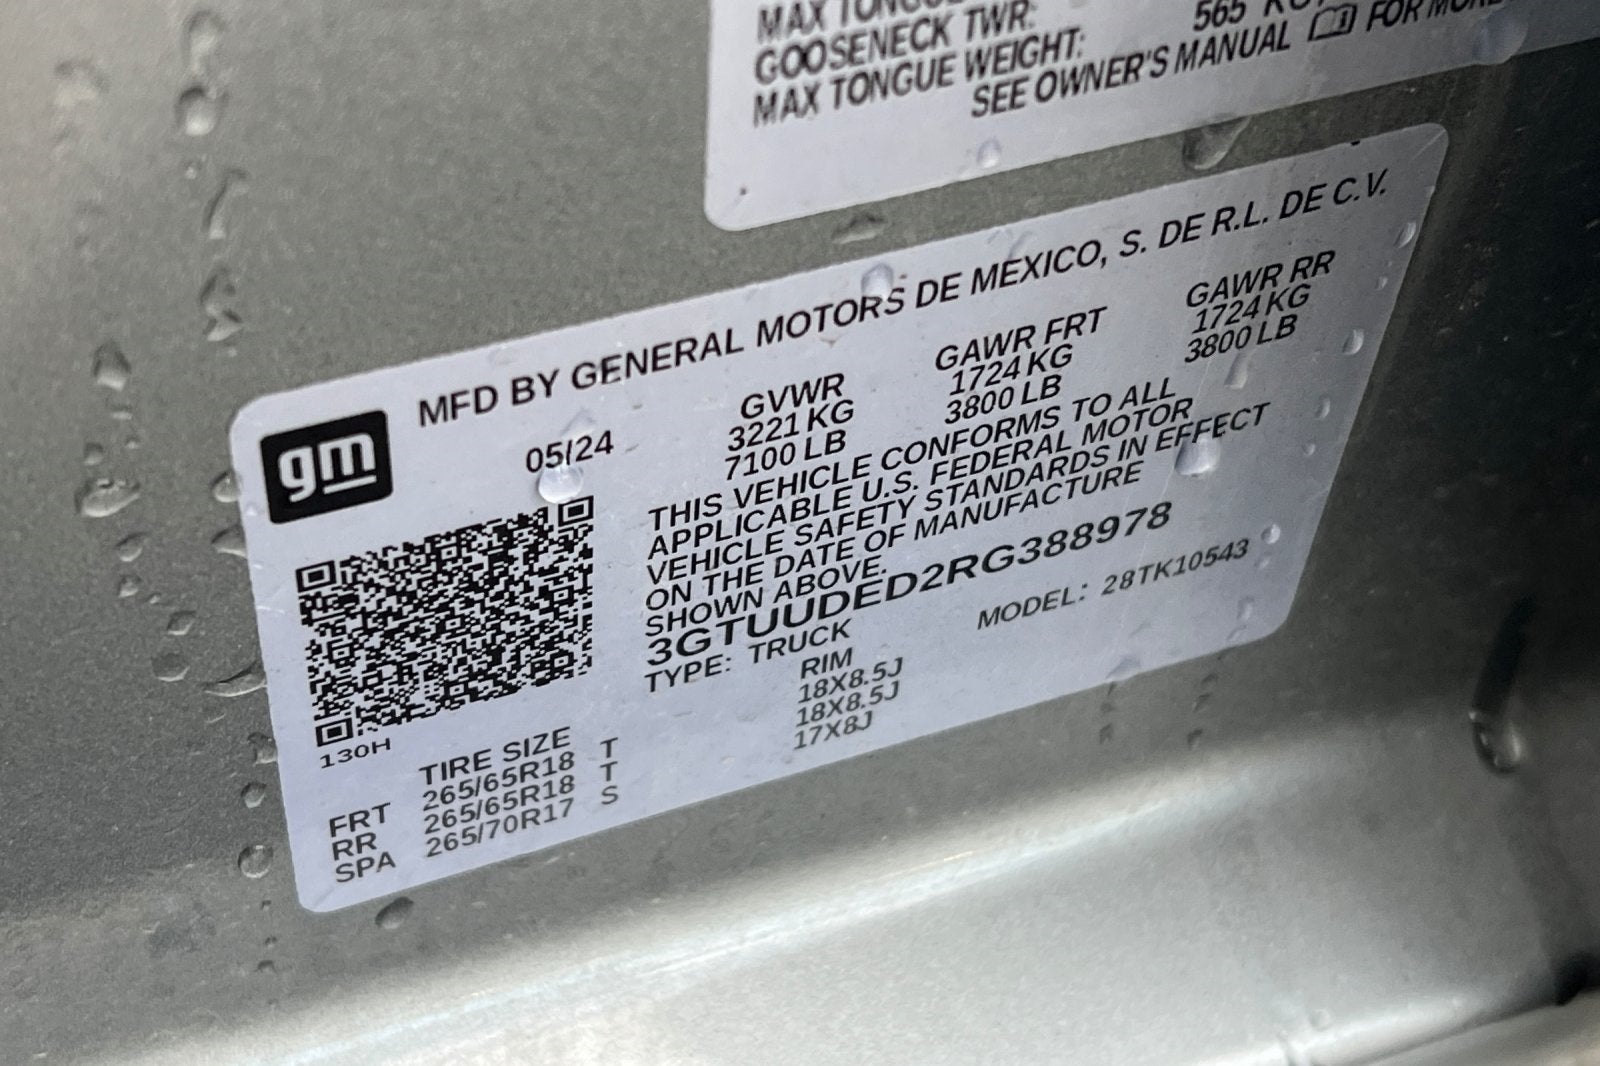 MAX
GOOSENECK TWR:
MAX TONGUE WEIGHT:
565
SEE OWNER'S MANUAL FOR MORE
MFD BY GENERAL MOTORS DE MEXICO, S. DE R.L. DE C.V.
gm
05/24 GVWR GAWR FRT GAWR RR
3221 KG 1724 KG 1724 KG
7100 LB 3800 LB 3800 LB
THIS VEHICLE CONFORMS TO ALL
APPLICABLE U.S. FEDERAL MOTOR
VEHICLE SAFETY STANDARDS IN EFFECT
ON THE DATE OF MANUFACTURE
SHOWN ABOVE.
3GTUUDED2RG388978
TYPE: TRUCK MODEL: 28TK10543
130H
TIRE SIZE RIM
FRT 265/65R18 T 18X8.5J
RR 265/65R18 T 18X8.5J
SPA 265/70R17 S 17X8J